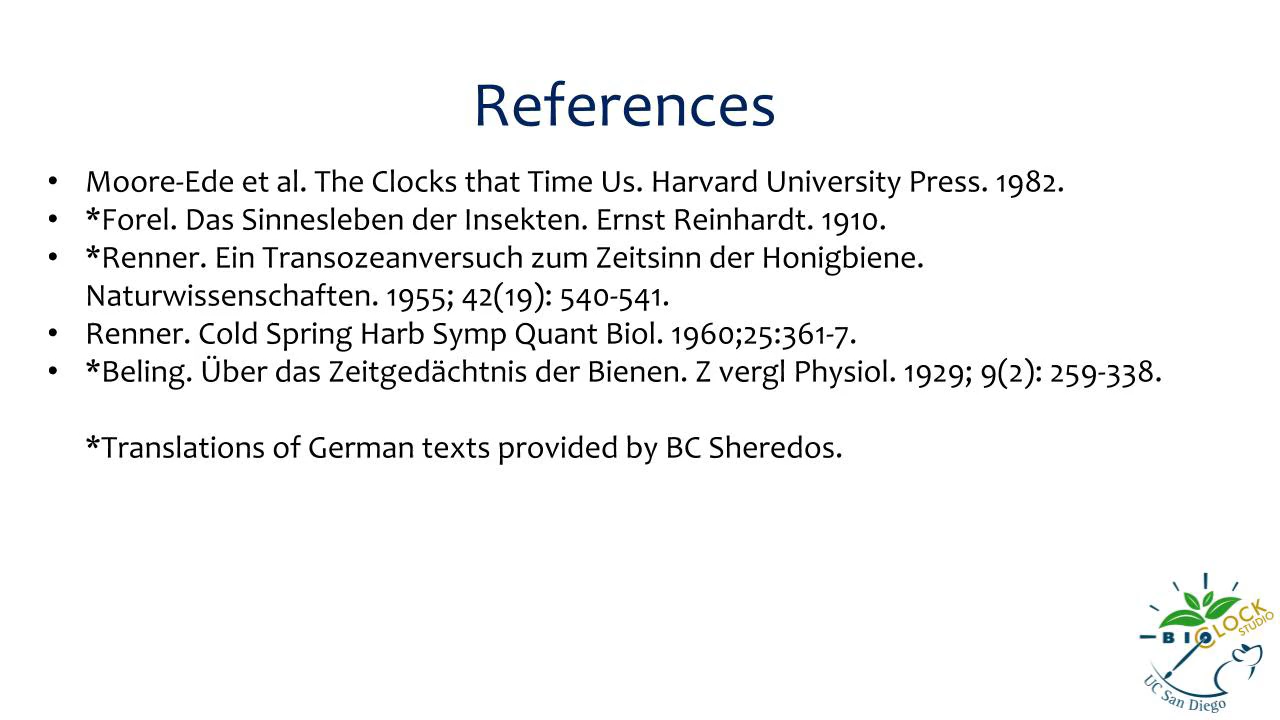 References
• Moore-Ede et al. The Clocks that Time Us. Harvard University Press. 1982.
• *Forel. Das Sinnesleben der Insekten. Ernst Reinhardt. 1910.
• *Renner. Ein Transozeanversuch zum Zeitsinn der Honigbiene.
Naturwissenschaften. 1955; 42(19): 540-541.
• Renner. Cold Spring Harb Symp Quant Biol. 1960;25:361-7.
• *Beling. Über das Zeitgedächtnis der Bienen. Z vergl Physiol. 1929; 9(2): 259-338.
*Translations of German texts provided by BC Sheredos.
BIOCLOCK
STUDIO
UC San Diego